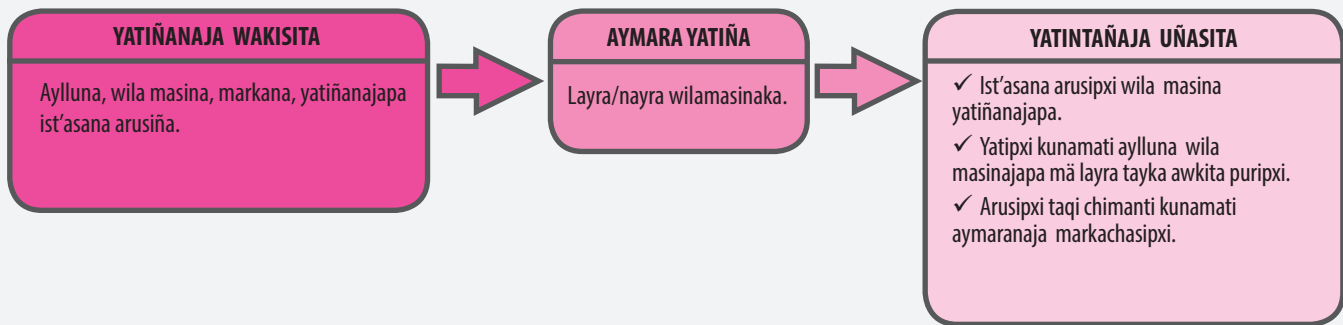 YATIÑANAJA WAKISITA
Aylluna, wila masina, markana, yatiñanajapa
ist'asana arusiña.
AYMARA YATIÑA
Layra/nayra wilamasinaka.
YATINTAÑAJA UÑASITA
✓ Ist'asana arusipxi wila masina
yatiñanajapa.
✓ Yatipxi kunamati aylluna wila
masinajapa mä layra tayka awkita puripxi.
✓ Arusipxi taqi chimanti kunamati
aymaranaja markachasipxi.